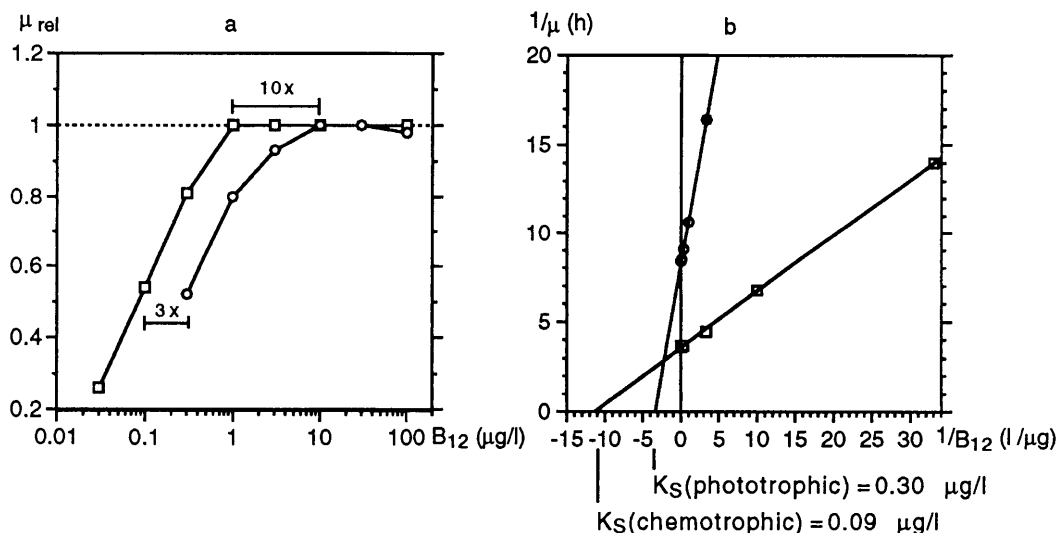 μ rel
a
1.2
1
0.8
0.6
0.4
0.2
10x
3x
0.01 0.1 1 10 100 B12 (μg/l)
1/μ (h)
b
20
15
10
5
0
-15 -10 -5 0 5 10 15 20 25 30 1/B12 (l/μg)
KS(phototrophic) = 0.30 μg/l
KS(chemotrophic) = 0.09 μg/l